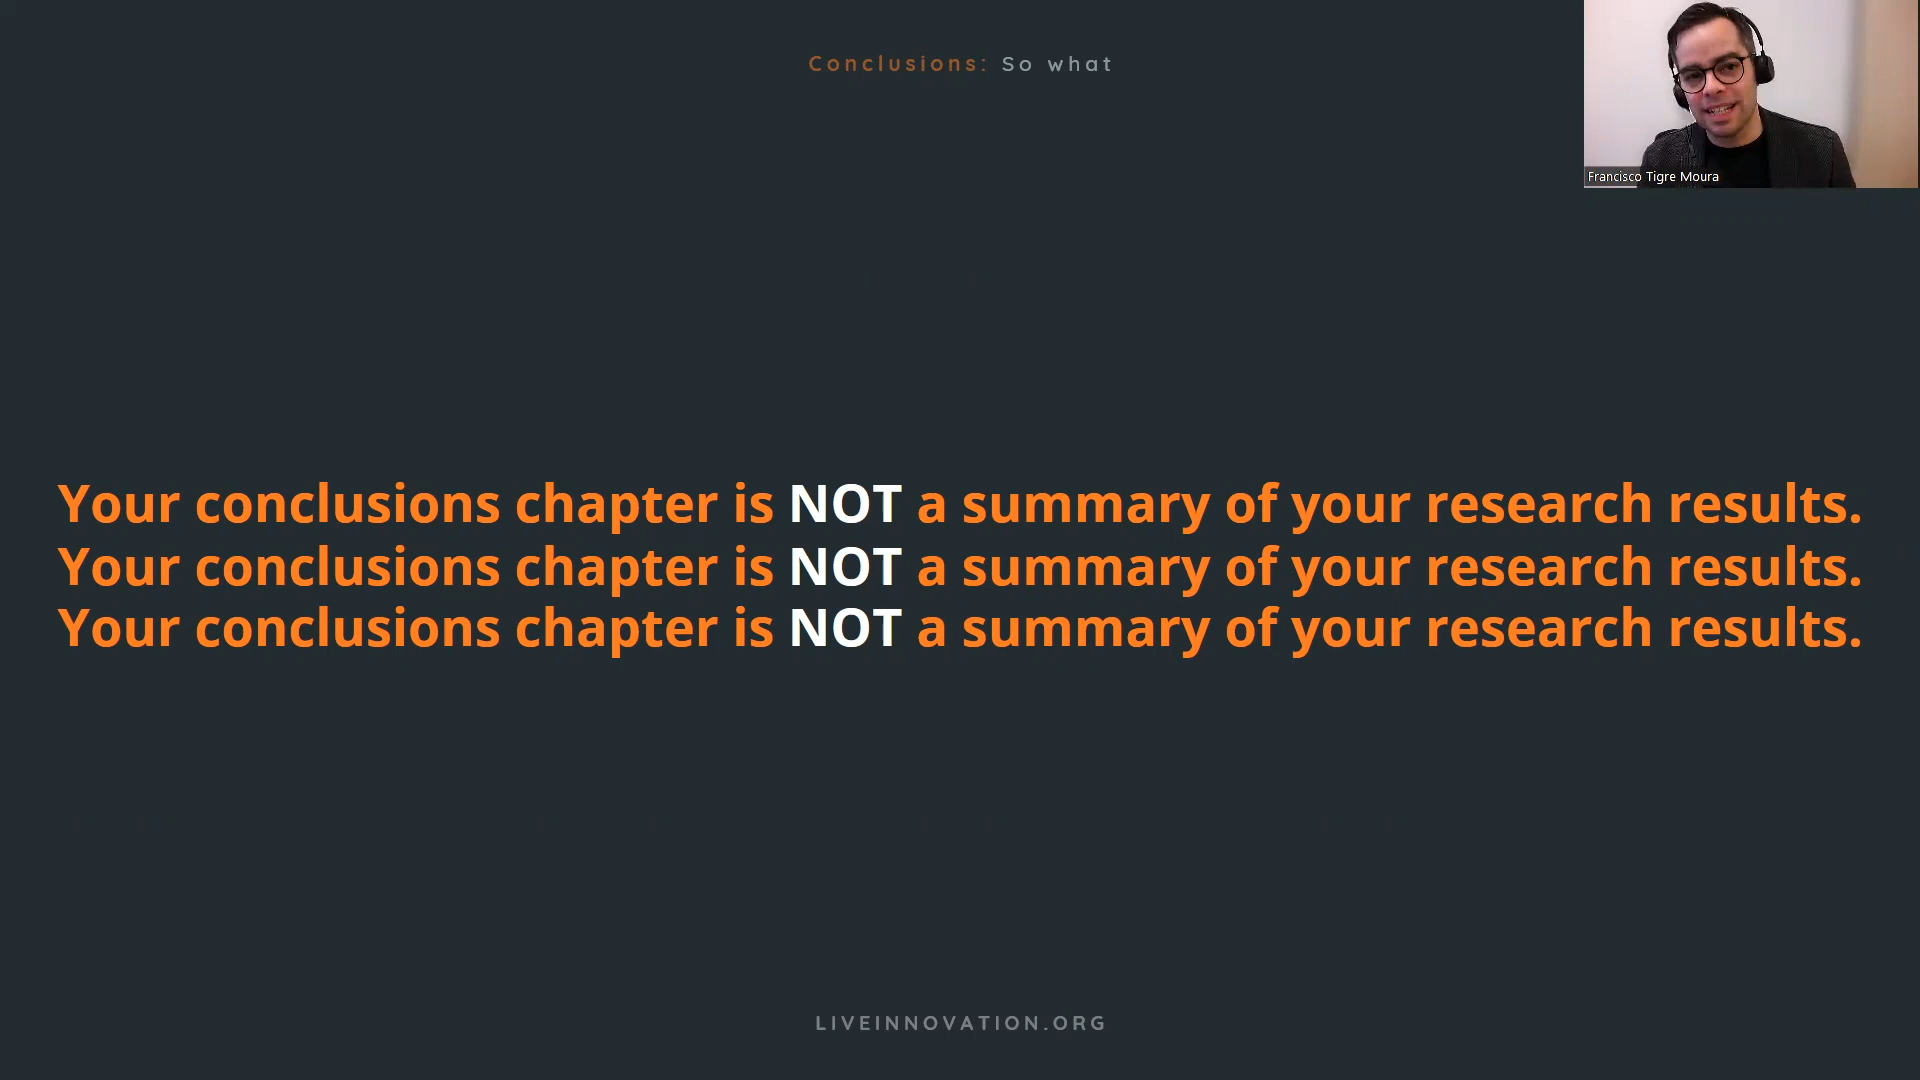 Conclusions: So what
Francisco Tigre Moura
Your conclusions chapter is NOT a summary of your research results.
Your conclusions chapter is NOT a summary of your research results.
Your conclusions chapter is NOT a summary of your research results.
LIVEINNOVATION.ORG